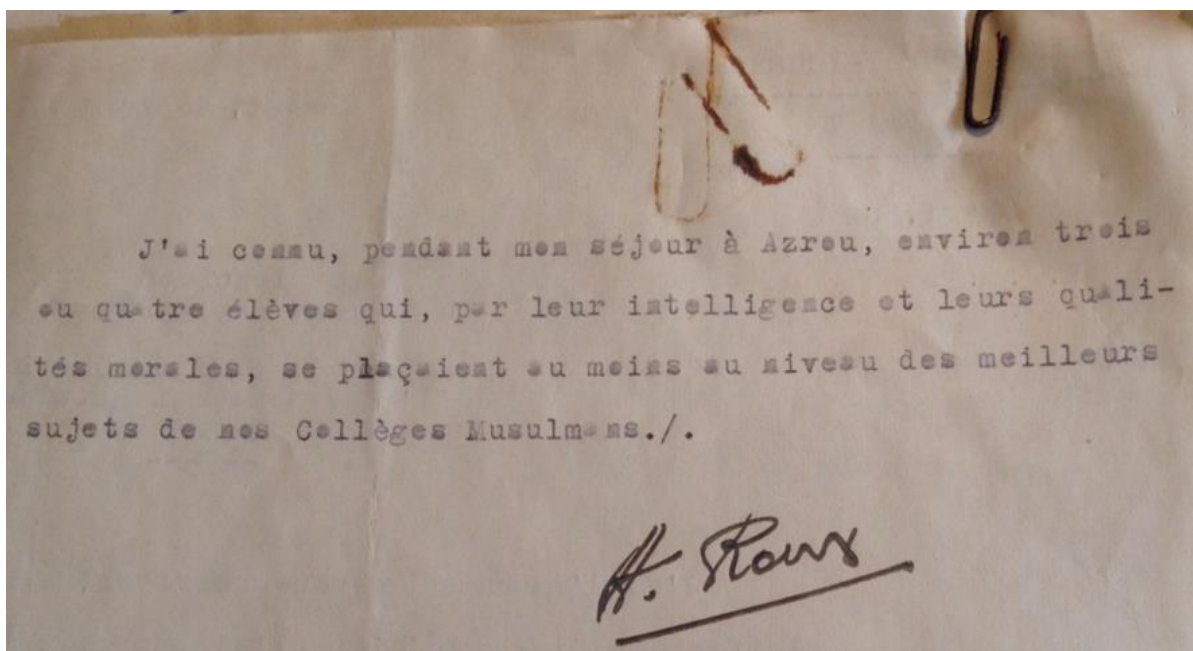 J'ai connu, pendant mon séjour à Azrou, environ trois
ou quatre élèves qui, par leur intelligence et leurs quali-
tés morales, se plaçaient au moins au niveau des meilleurs
sujets de nos Collèges Musulmans./.
A. Roux